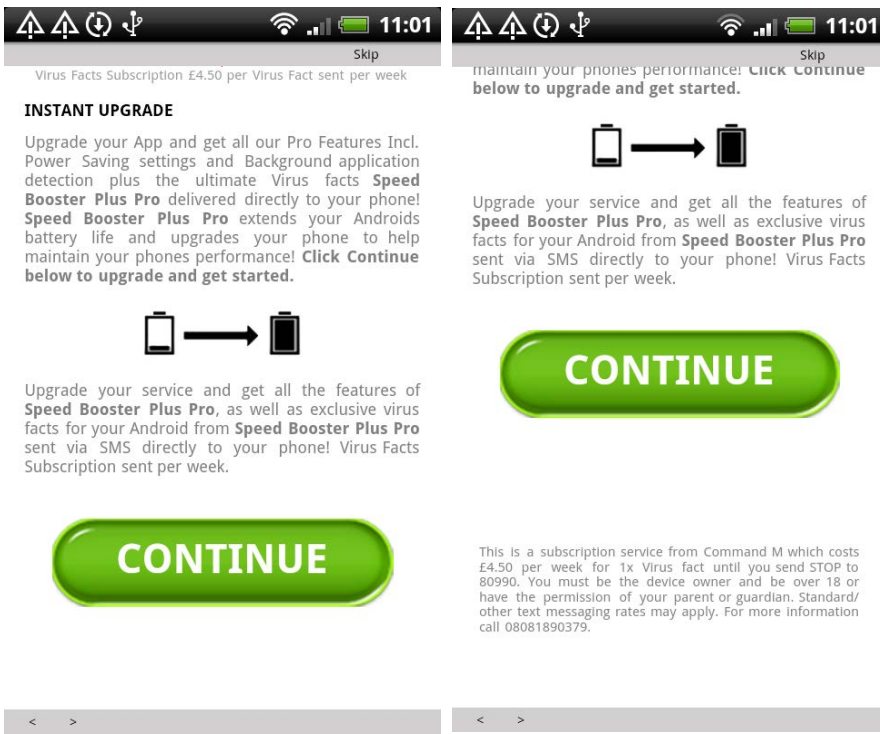 11:01
Skip
Virus Facts Subscription £4.50 per Virus Fact sent per week
INSTANT UPGRADE
Upgrade your App and get all our Pro Features Incl.
Power Saving settings and Background application
detection plus the ultimate Virus facts Speed
Booster Plus Pro delivered directly to your phone!
Speed Booster Plus Pro extends your Androids
battery life and upgrades your phone to help
maintain your phones performance! Click Continue
below to upgrade and get started.
Upgrade your service and get all the features of
Speed Booster Plus Pro, as well as exclusive virus
facts for your Android from Speed Booster Plus Pro
sent via SMS directly to your phone! Virus Facts
Subscription sent per week.
CONTINUE
< >
11:01
Skip
maintain your phones performance! Click Continue
below to upgrade and get started.
Upgrade your service and get all the features of
Speed Booster Plus Pro, as well as exclusive virus
facts for your Android from Speed Booster Plus Pro
sent via SMS directly to your phone! Virus Facts
Subscription sent per week.
CONTINUE
This is a subscription service from Command M which costs
£4.50 per week for 1x Virus fact until you send STOP to
80990. You must be the device owner and be over 18 or
have the permission of your parent or guardian. Standard/
other text messaging rates may apply. For more information
call 08081890379.
< >